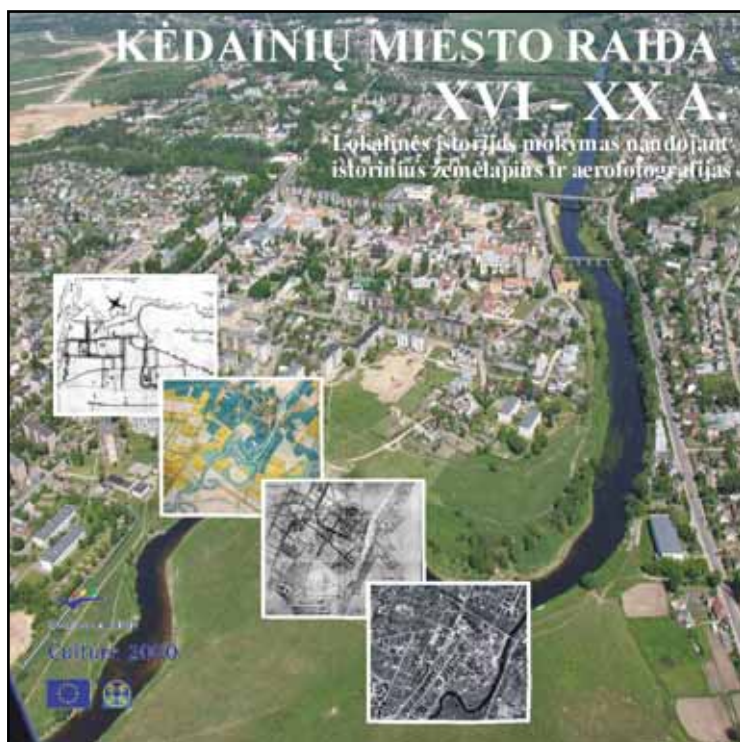 KĖDAINIŲ MIESTO RAIDA
XVI - XX A.
Lokalinės istorijos mokymas naudojant
istorinius žemėlapius ir aerofotografijas
Culture 2000